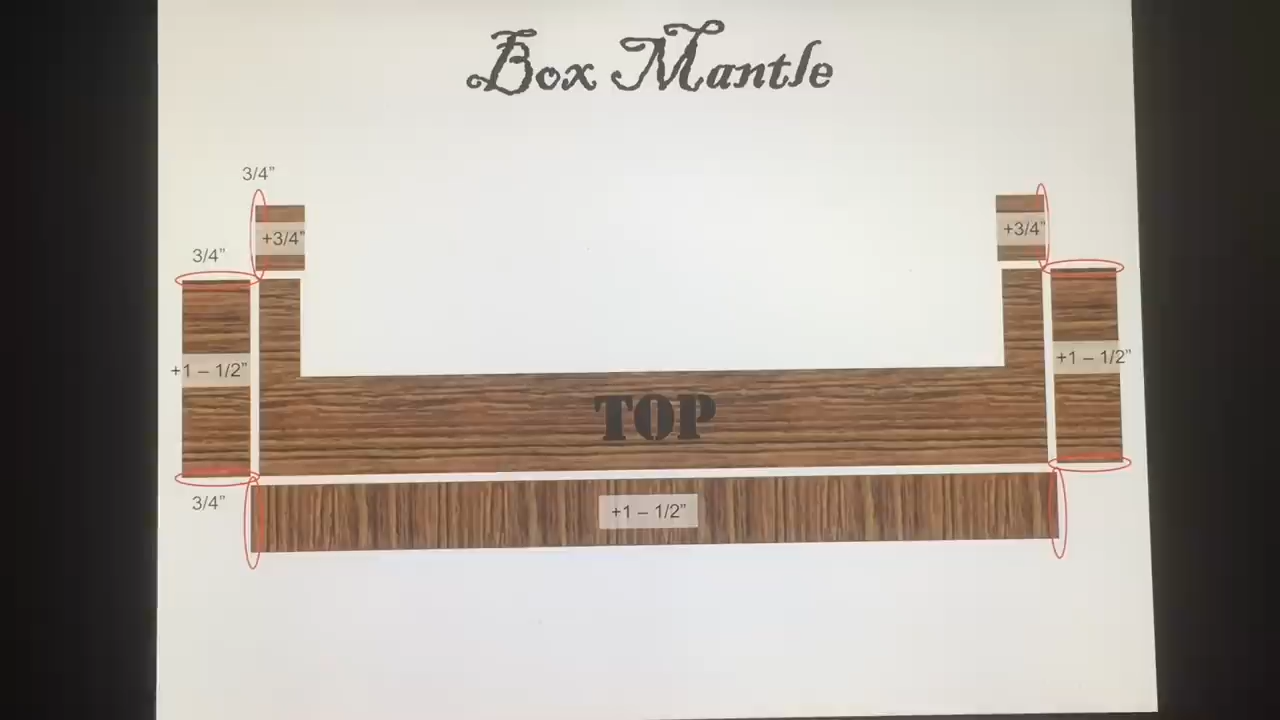 Box Mantle
3/4”
+3/4”
+3/4”
3/4”
+1 – 1/2”
+1 – 1/2”
TOP
3/4”
+1 – 1/2”